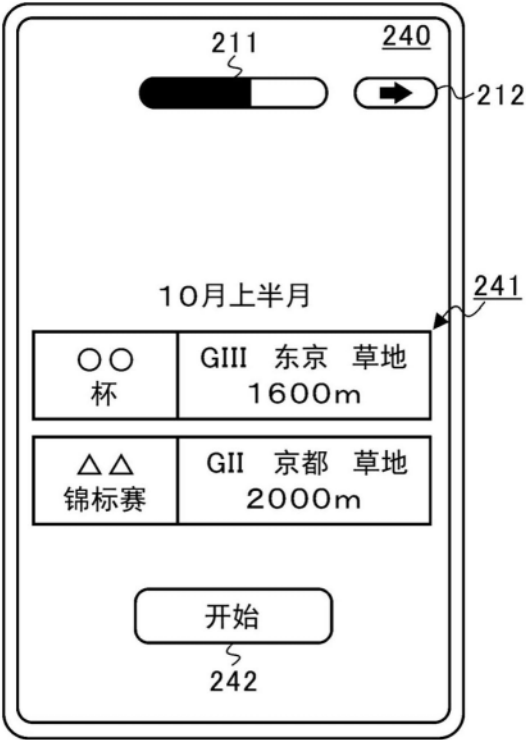 240
211
212
10月上半月
241
○○
杯
GIII 东京 草地
1600m
△△
锦标赛
GII 京都 草地
2000m
开始
242